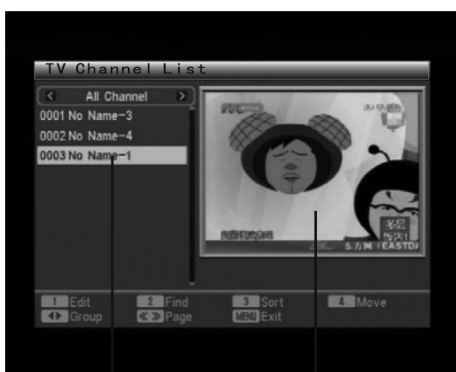 TV Channel List
< All Channel >
0001 No Name-3
0002 No Name-4
0003 No Name-1
EASTDA
1 Edit 2 Find 3 Sort 4 Move
Group Page MENU Exit